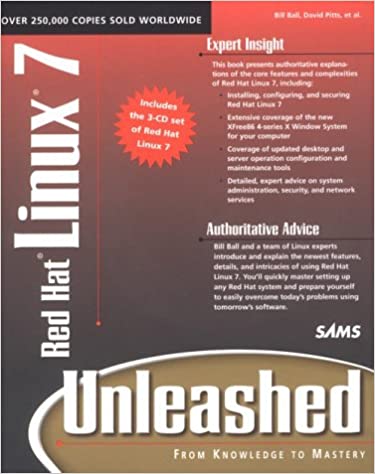 OVER 250,000 COPIES SOLD WORLDWIDE
Bill Ball, David Pitts, et al.
Red Hat® Linux® 7
Includes
the 3-CD set
of Red Hat
Linux 7
Expert Insight
This book presents authoritative explana-
tions of the core features and complexities
of Red Hat Linux 7, including:
• Installing, configuring, and securing
Red Hat Linux 7
• Extensive coverage of the new
XFree86 4-series X Window System
for your computer
• Coverage of updated desktop and
server operation configuration and
maintenance tools
• Detailed, expert advice on system
administration, security, and network
services
Authoritative Advice
Bill Ball and a team of Linux experts
introduce and explain the newest features,
details, and intricacies of using Red Hat
Linux 7. You'll quickly master setting up
any Red Hat system and prepare yourself
to easily overcome today's problems using
tomorrow's software.
SAMS
Unleashed
FROM KNOWLEDGE TO MASTERY